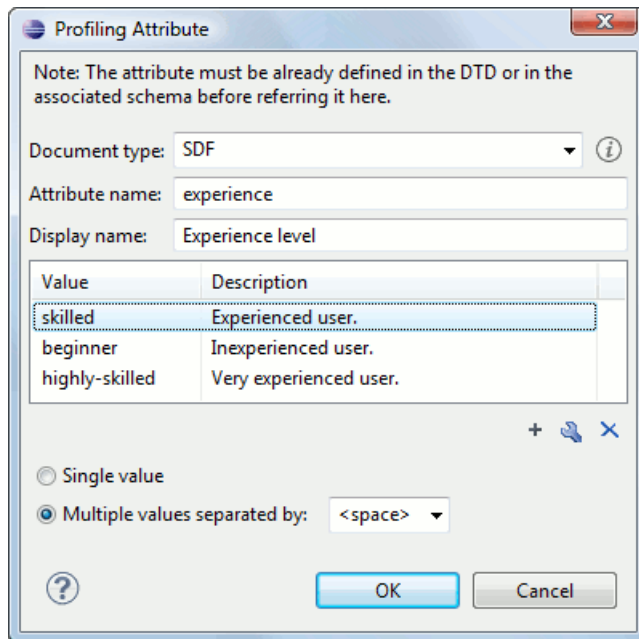 Profiling Attribute
Note: The attribute must be already defined in the DTD or in the
associated schema before referring it here.
Document type: SDF
Attribute name: experience
Display name: Experience level
Value Description
skilled Experienced user.
beginner Inexperienced user.
highly-skilled Very experienced user.
Single value
Multiple values separated by: <space>
OK Cancel